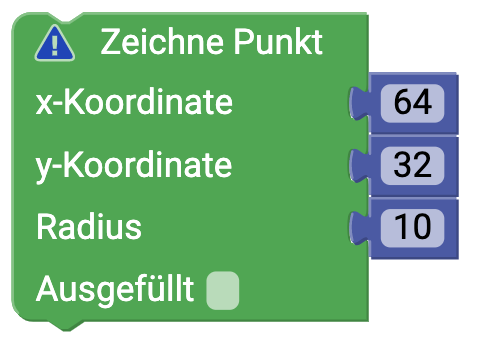 Zeichne Punkt
x-Koordinate 64
y-Koordinate 32
Radius 10
Ausgefüllt